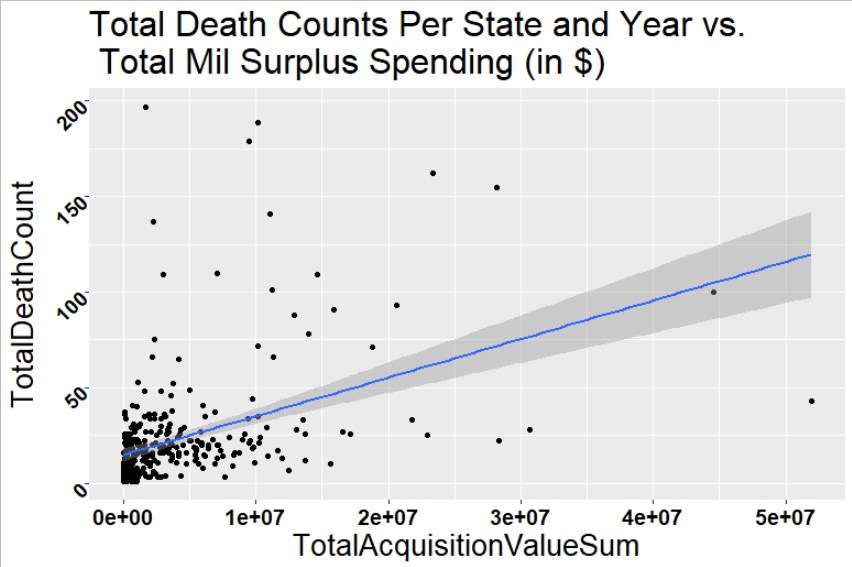 Total Death Counts Per State and Year vs.
Total Mil Surplus Spending (in $)
200
150
100
50
0
TotalDeathCount
0e+00 1e+07 2e+07 3e+07 4e+07 5e+07
TotalAcquisitionValueSum